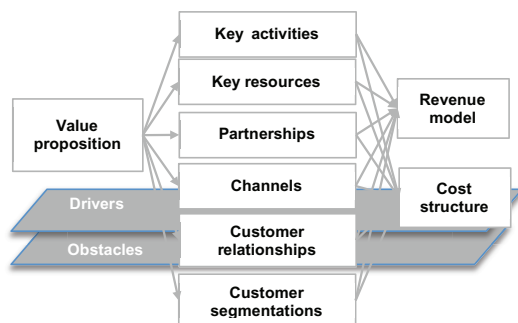 Key activities
Key resources
Value
proposition
Partnerships
Revenue
model
Channels
Drivers
Cost
structure
Obstacles
Customer
relationships
Customer
segmentations